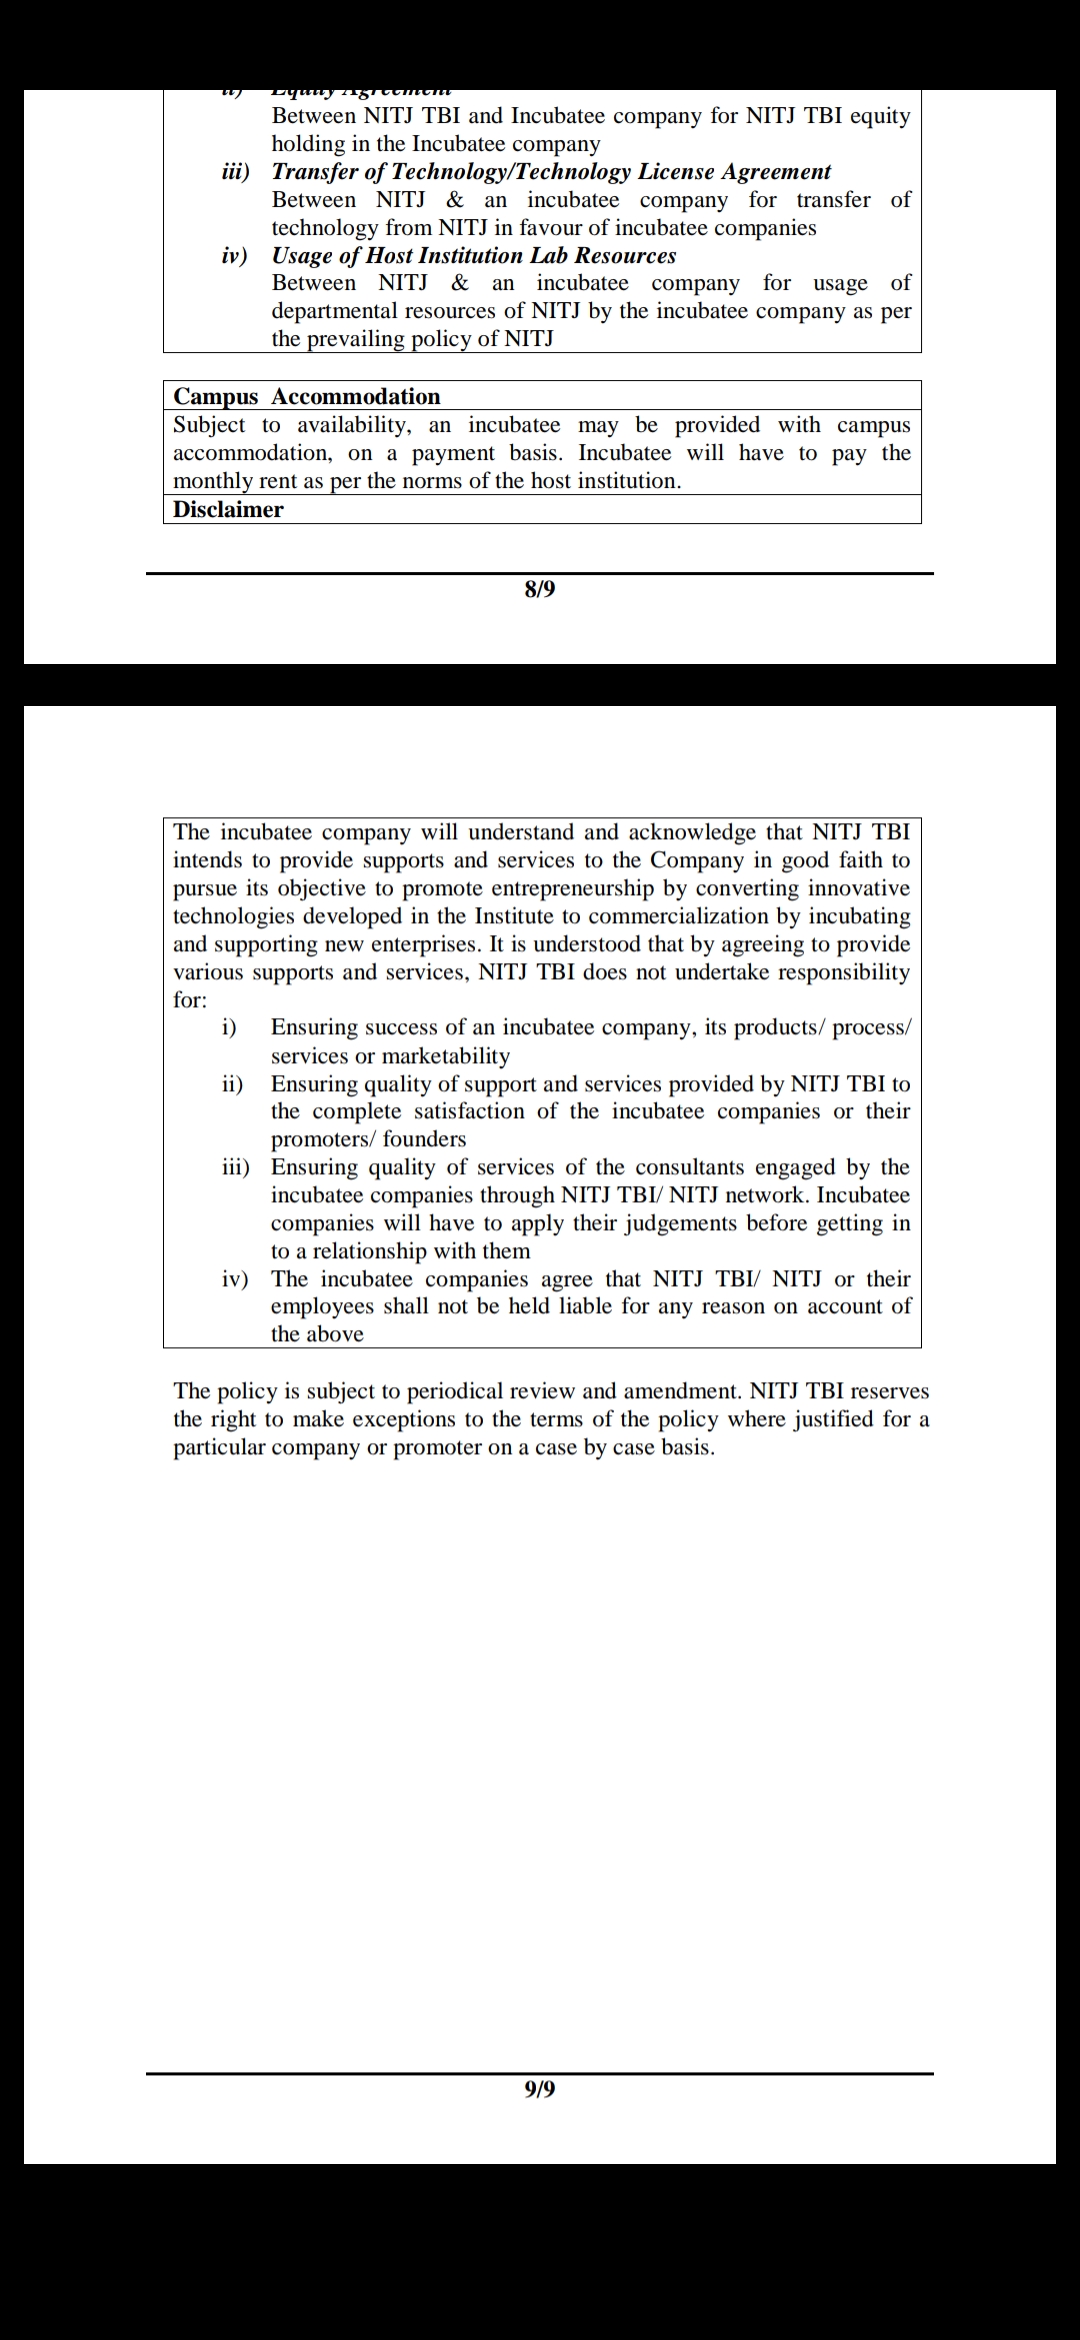 ii) Equity Agreement
Between NITJ TBI and Incubatee company for NITJ TBI equity
holding in the Incubatee company
iii) Transfer of Technology/Technology License Agreement
Between NITJ & an incubatee company for transfer of
technology from NITJ in favour of incubatee companies
iv) Usage of Host Institution Lab Resources
Between NITJ & an incubatee company for usage of
departmental resources of NITJ by the incubatee company as per
the prevailing policy of NITJ
Campus Accommodation
Subject to availability, an incubatee may be provided with campus
accommodation, on a payment basis. Incubatee will have to pay the
monthly rent as per the norms of the host institution.
Disclaimer
8/9
The incubatee company will understand and acknowledge that NITJ TBI
intends to provide supports and services to the Company in good faith to
pursue its objective to promote entrepreneurship by converting innovative
technologies developed in the Institute to commercialization by incubating
and supporting new enterprises. It is understood that by agreeing to provide
various supports and services, NITJ TBI does not undertake responsibility
for:
i) Ensuring success of an incubatee company, its products/ process/
services or marketability
ii) Ensuring quality of support and services provided by NITJ TBI to
the complete satisfaction of the incubatee companies or their
promoters/ founders
iii) Ensuring quality of services of the consultants engaged by the
incubatee companies through NITJ TBI/ NITJ network. Incubatee
companies will have to apply their judgements before getting in
to a relationship with them
iv) The incubatee companies agree that NITJ TBI/ NITJ or their
employees shall not be held liable for any reason on account of
the above
The policy is subject to periodical review and amendment. NITJ TBI reserves
the right to make exceptions to the terms of the policy where justified for a
particular company or promoter on a case by case basis.
9/9